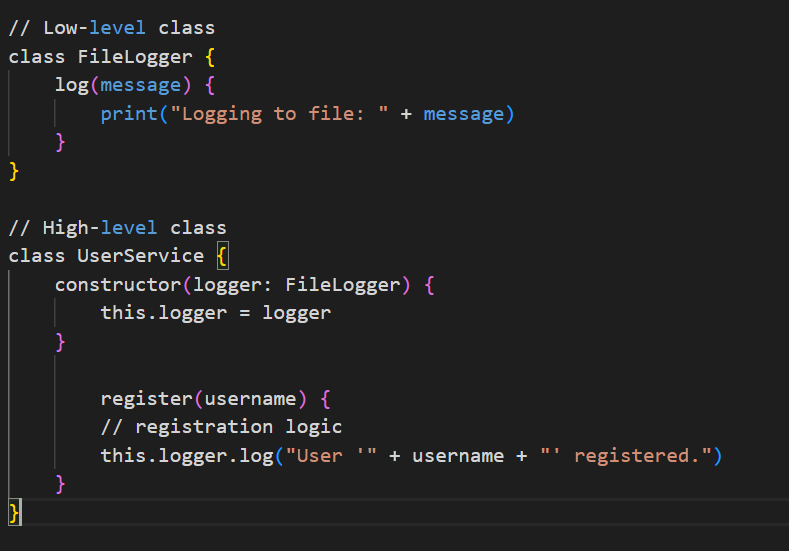 // Low-level class
class FileLogger {
    log(message) {
        print("Logging to file: " + message)
    }
}

// High-level class
class UserService {
    constructor(logger: FileLogger) {
        this.logger = logger
    }

        register(username) {
        // registration logic
        this.logger.log("User '" + username + "' registered.")
    }
}